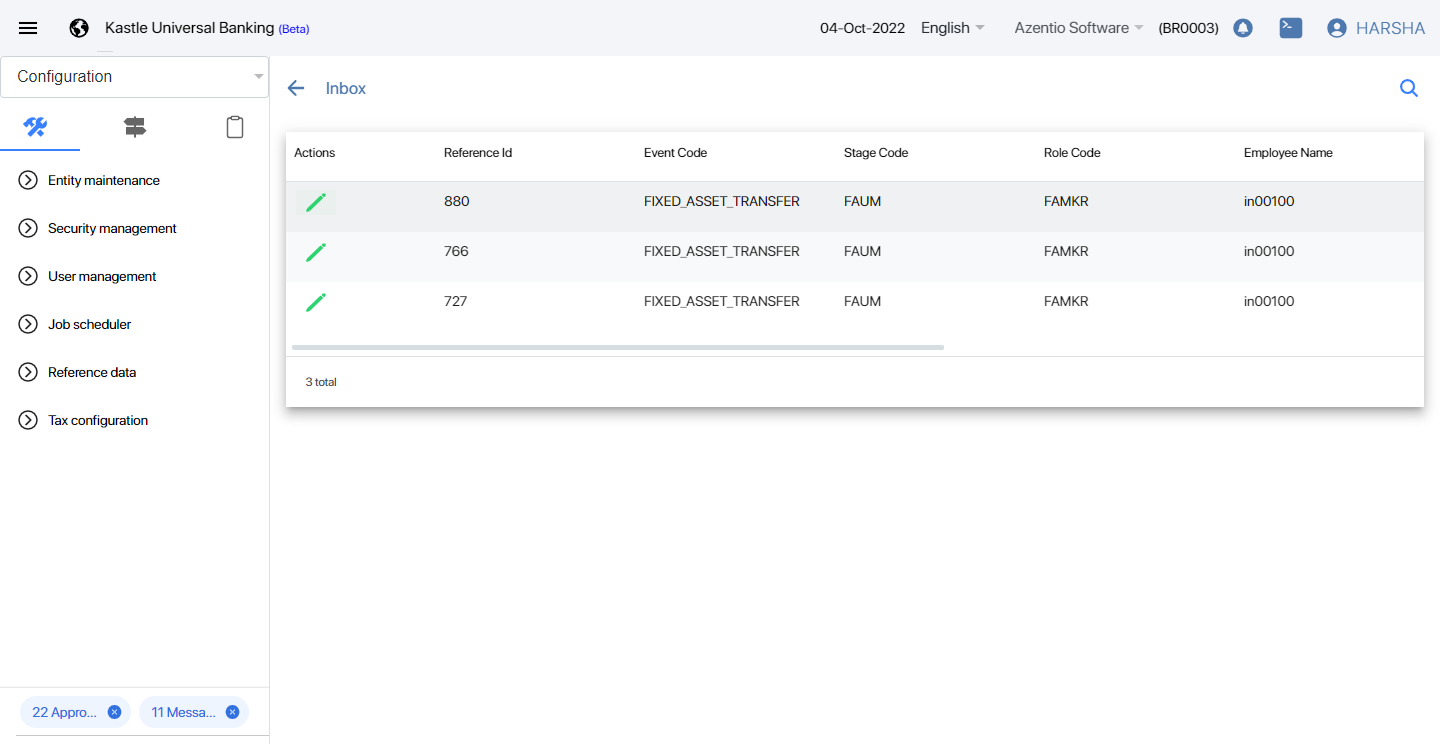 Kastle Universal Banking (Beta) 04-Oct-2022 English Azentio Software (BR0003) HARSHA
Configuration
Inbox
Entity maintenance
Security management
User management
Job scheduler
Reference data
Tax configuration
Actions Reference Id Event Code Stage Code Role Code Employee Name
880 FIXED_ASSET_TRANSFER FAUM FAMKR in00100
766 FIXED_ASSET_TRANSFER FAUM FAMKR in00100
727 FIXED_ASSET_TRANSFER FAUM FAMKR in00100
3 total
22 Appro... 11 Messa...